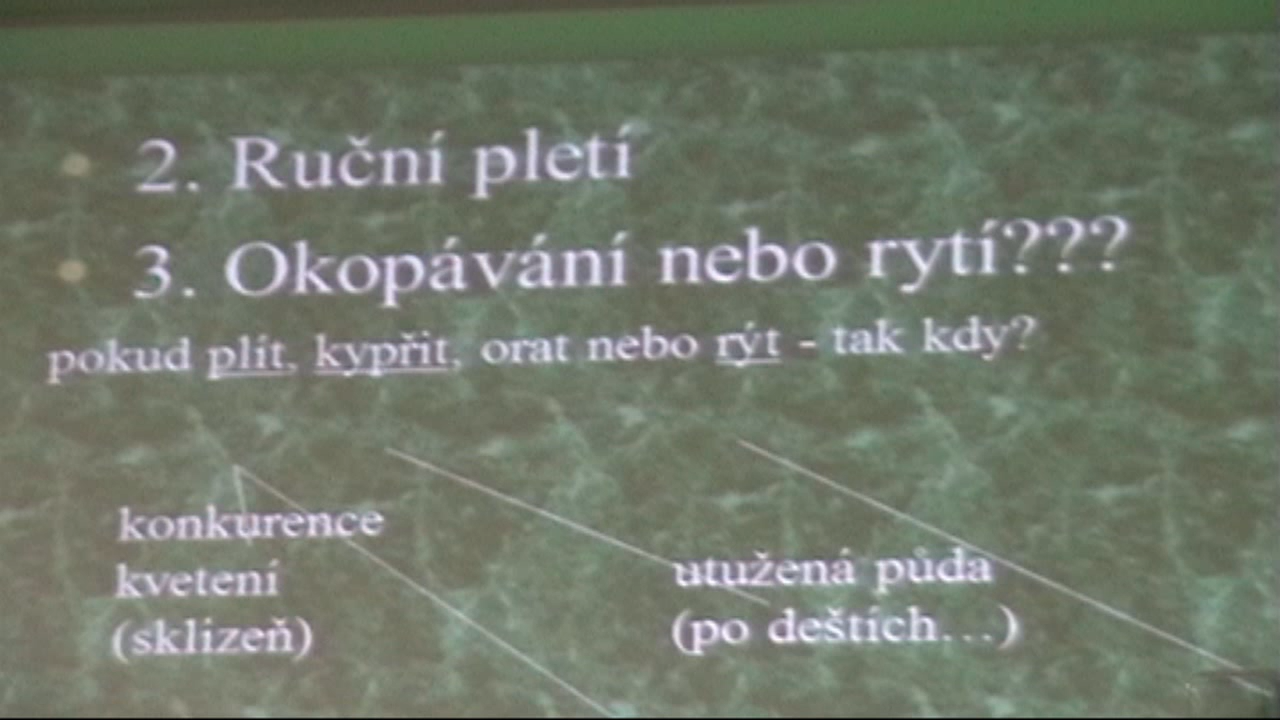 2. Ruční pletí
3. Okopávání nebo rytí???
pokud plít, kypřit, orat nebo rýt - tak kdy?
konkurence
kvetení
(sklizeň)
utužená půda
(po deštích…)